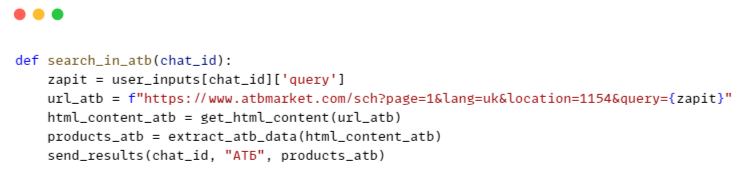 def search_in_atb(chat_id):
    zapit = user_inputs[chat_id]['query']
    url_atb = f"https://www.atbmarket.com/sch?page=1&lang=uk&location=1154&query={zapit}"
    html_content_atb = get_html_content(url_atb)
    products_atb = extract_atb_data(html_content_atb)
    send_results(chat_id, "АТБ", products_atb)